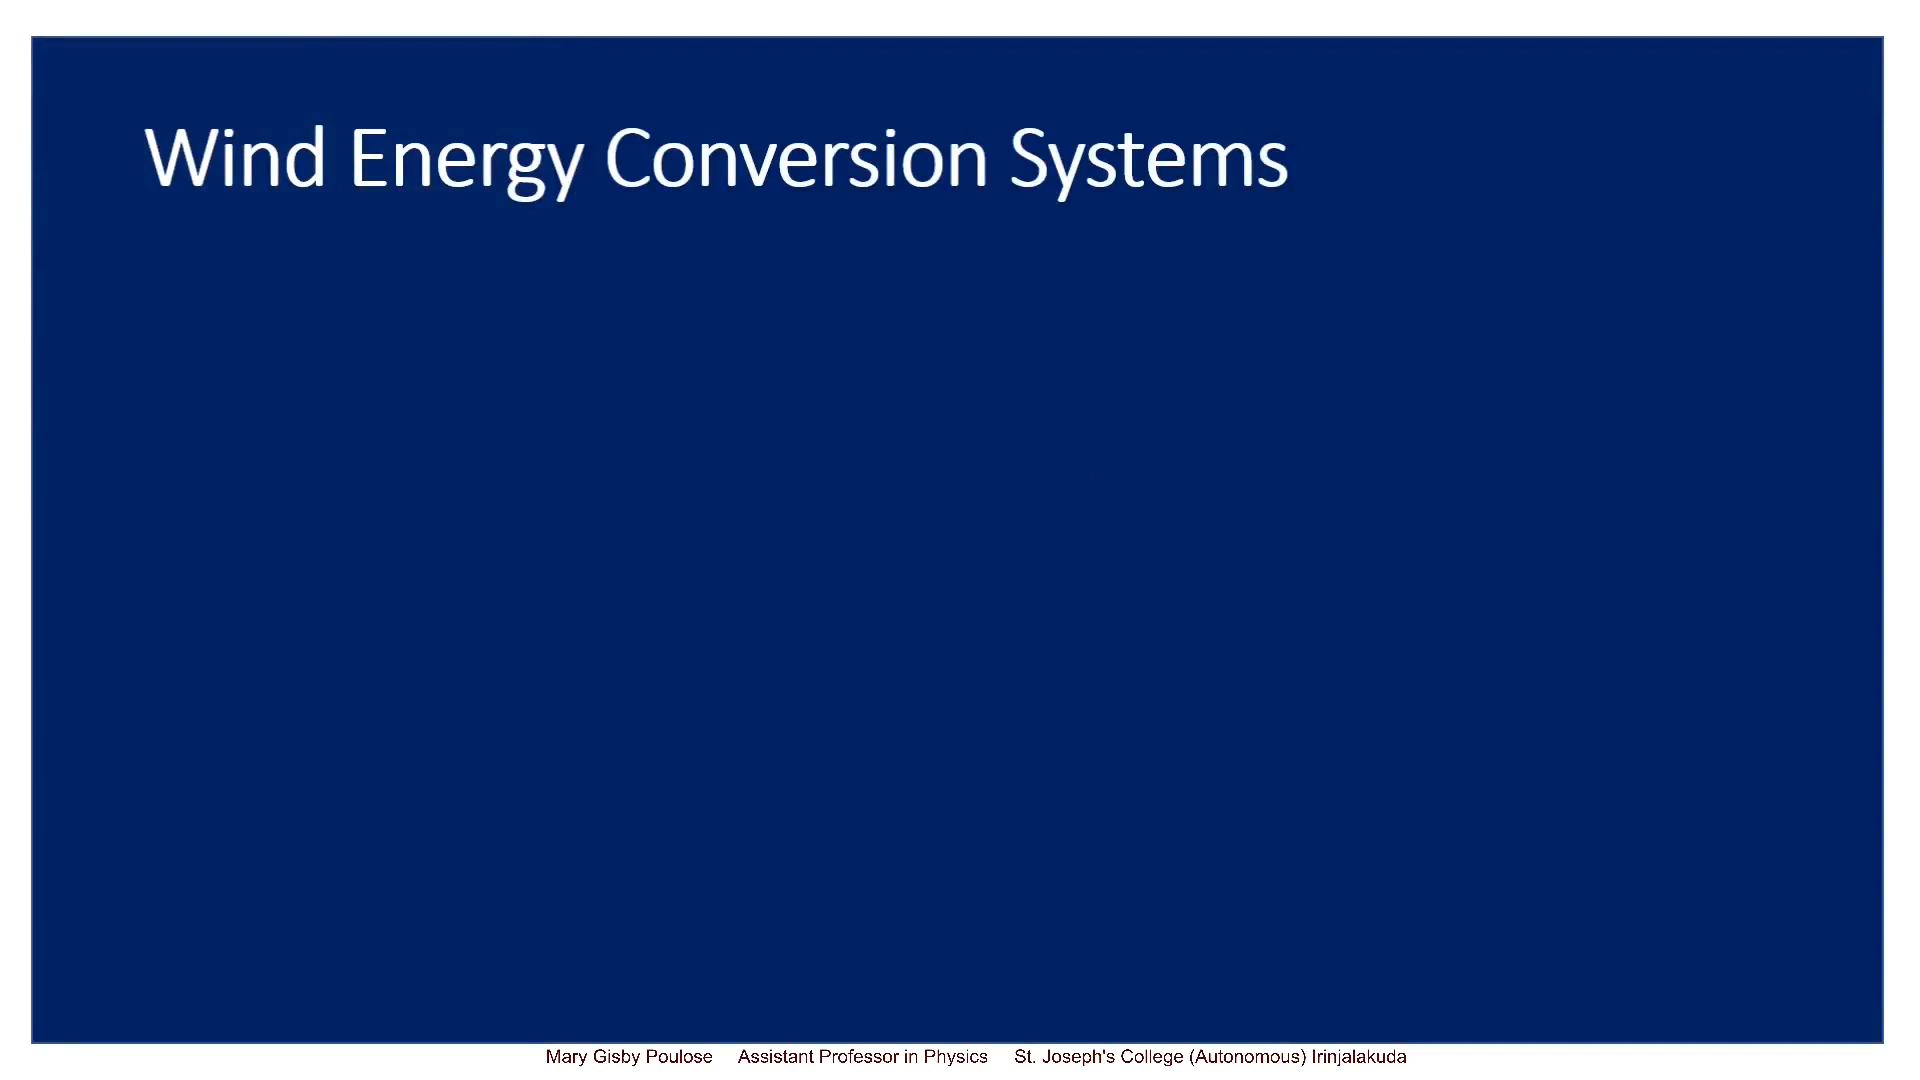 Wind Energy Conversion Systems
Mary Gisby Poulose Assistant Professor in Physics St. Joseph's College (Autonomous) Irinjalakuda